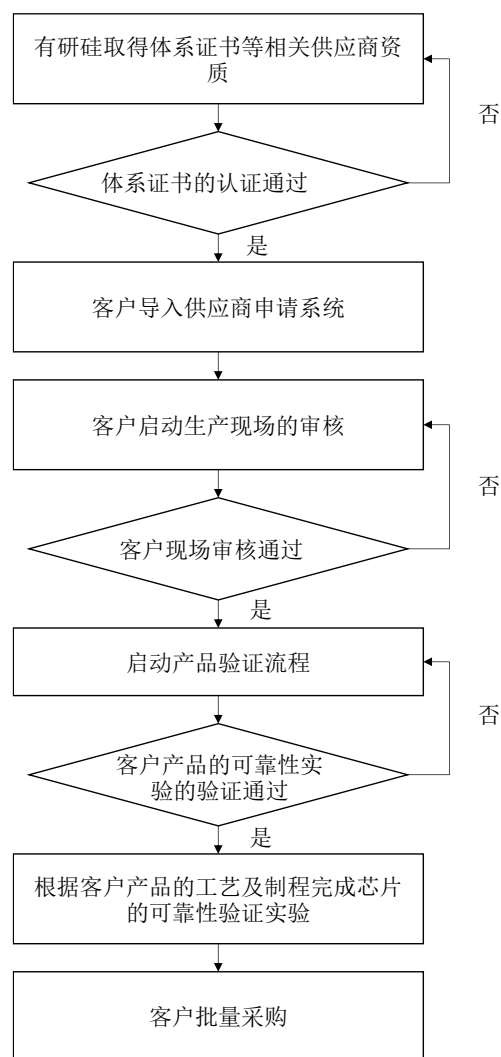 有研硅取得体系证书等相关供应商资
质
否
体系证书的认证通过
是
客户导入供应商申请系统
客户启动生产现场的审核
否
客户现场审核通过
是
启动产品验证流程
否
客户产品的可靠性实
验的验证通过
是
根据客户产品的工艺及制程完成芯片
的可靠性验证实验
客户批量采购